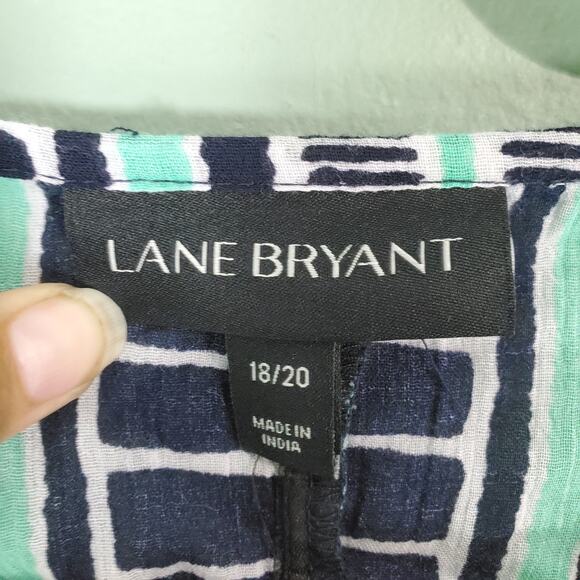 LANE BRYANT
18/20
MADE IN
INDIA